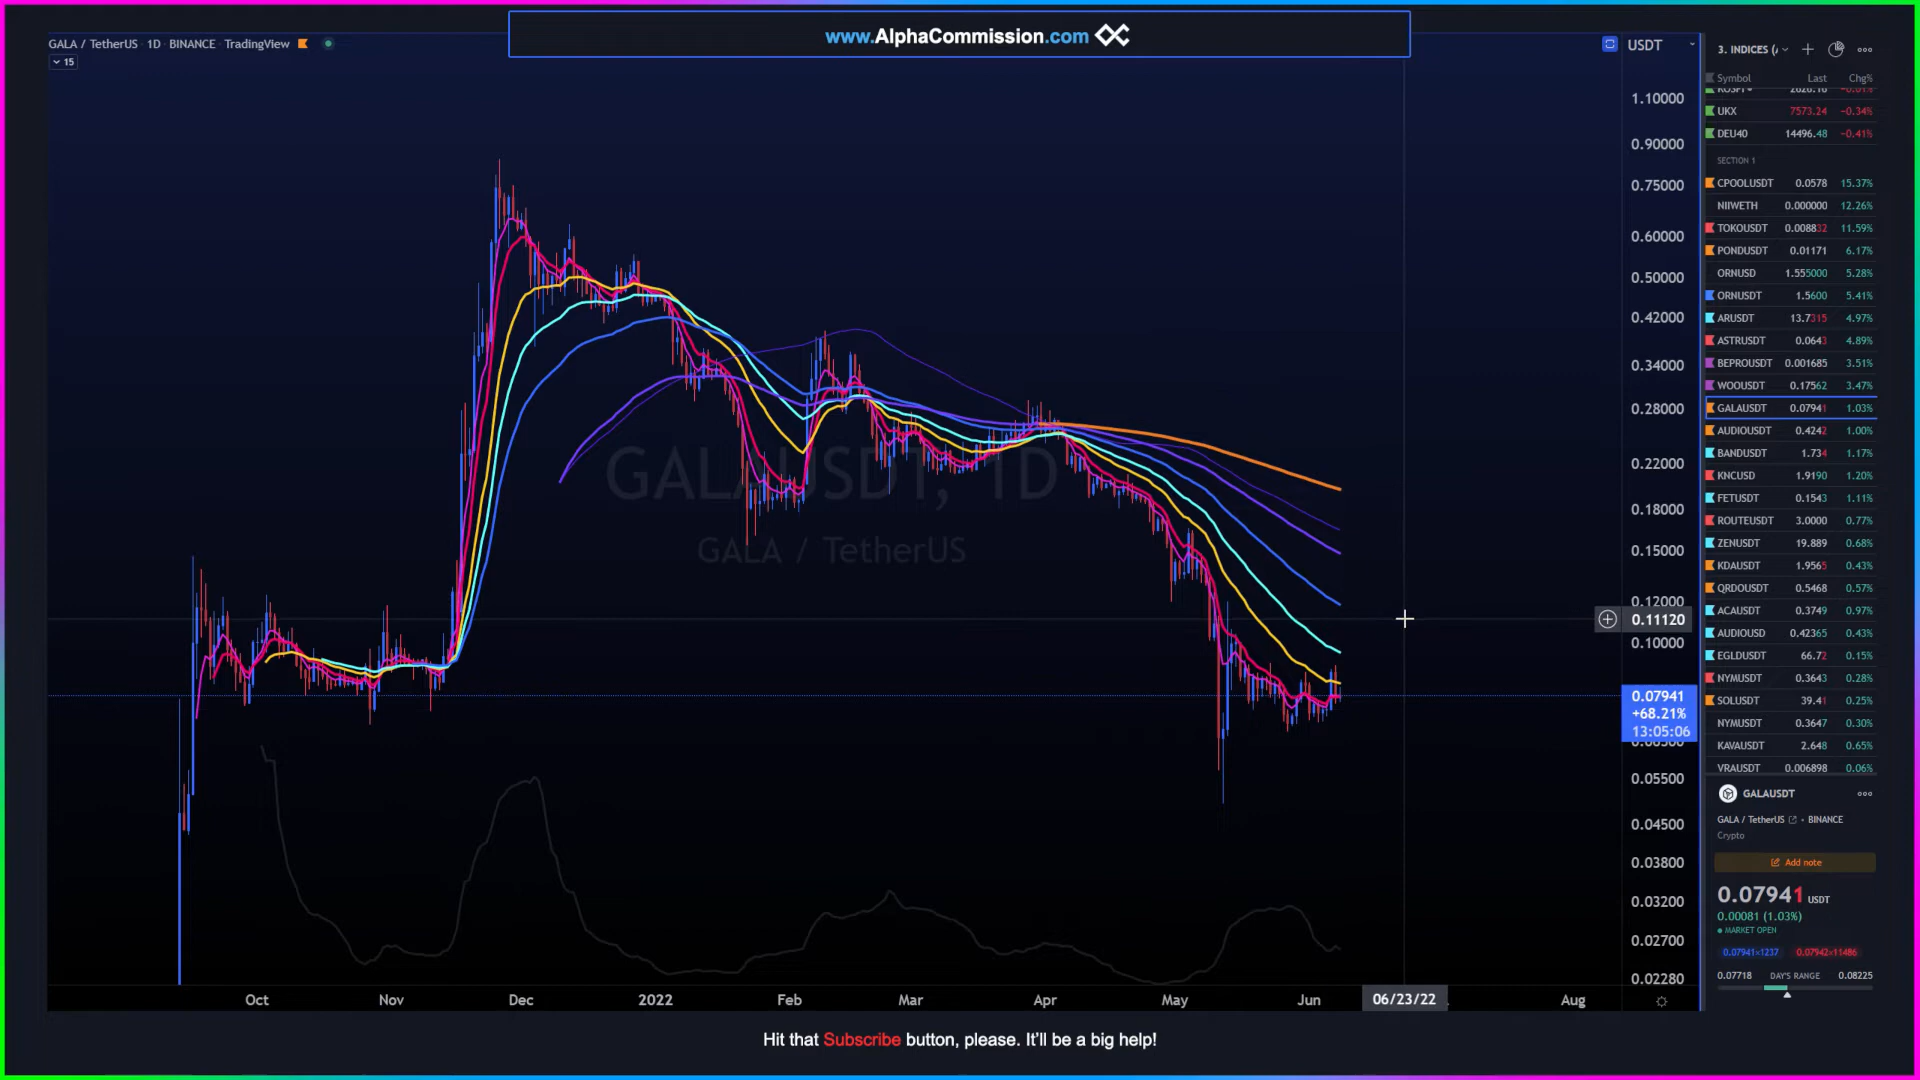 www.AlphaCommission.com
GALA / TetherUS · 1D · BINANCE · TradingView
15
USDT
1.10000
0.90000
0.75000
0.60000
0.50000
0.42000
0.34000
0.28000
0.22000
0.18000
0.15000
0.12000
0.11120
0.10000
0.07941
+68.21%
13:05:06
0.05500
0.04500
0.03800
0.03200
0.02700
0.02280
GALAUSDT, 1D
GALA / TetherUS
Oct Nov Dec 2022 Feb Mar Apr May Jun 06/23/22 Aug
3. INDICES (
Symbol Last Chg%
UKX 7573.24 −0.34%
DEU40 14496.48 −0.41%
SECTION 1
CPOOLUSDT 0.0578 15.37%
NIIWETH 0.000000 12.26%
TOKOUSDT 0.008832 11.59%
PONDUSDT 0.01171 6.17%
ORNUSD 1.555000 5.28%
ORNUSDT 1.5600 5.41%
ARUSDT 13.7315 4.97%
ASTRUSDT 0.0643 4.89%
BEPROUSDT 0.001685 3.51%
WOOUSDT 0.17562 3.47%
GALAUSDT 0.07941 1.03%
AUDIOUSDT 0.4242 1.00%
BANDUSDT 1.734 1.17%
KNCUSD 1.9190 1.20%
FETUSDT 0.1543 1.11%
ROUTEUSDT 3.0000 0.77%
ZENUSDT 19.889 0.68%
KDAUSDT 1.9565 0.43%
QRDOUSDT 0.5468 0.57%
ACAUSDT 0.3749 0.97%
AUDIOUSD 0.42365 0.43%
EGLDUSDT 66.72 0.15%
NYMUSDT 0.3643 0.28%
SOLUSDT 39.41 0.25%
NYMUSDT 0.3647 0.30%
KAVAUSDT 2.648 0.65%
VRAUSDT 0.006898 0.06%
GALAUSDT
GALA / TetherUS • BINANCE
Crypto
Add note
0.07941 USDT
0.00081 (1.03%)
MARKET OPEN
0.07941×1237 0.07942×11486
0.07718 DAY'S RANGE 0.08225
Hit that Subscribe button, please. It'll be a big help!